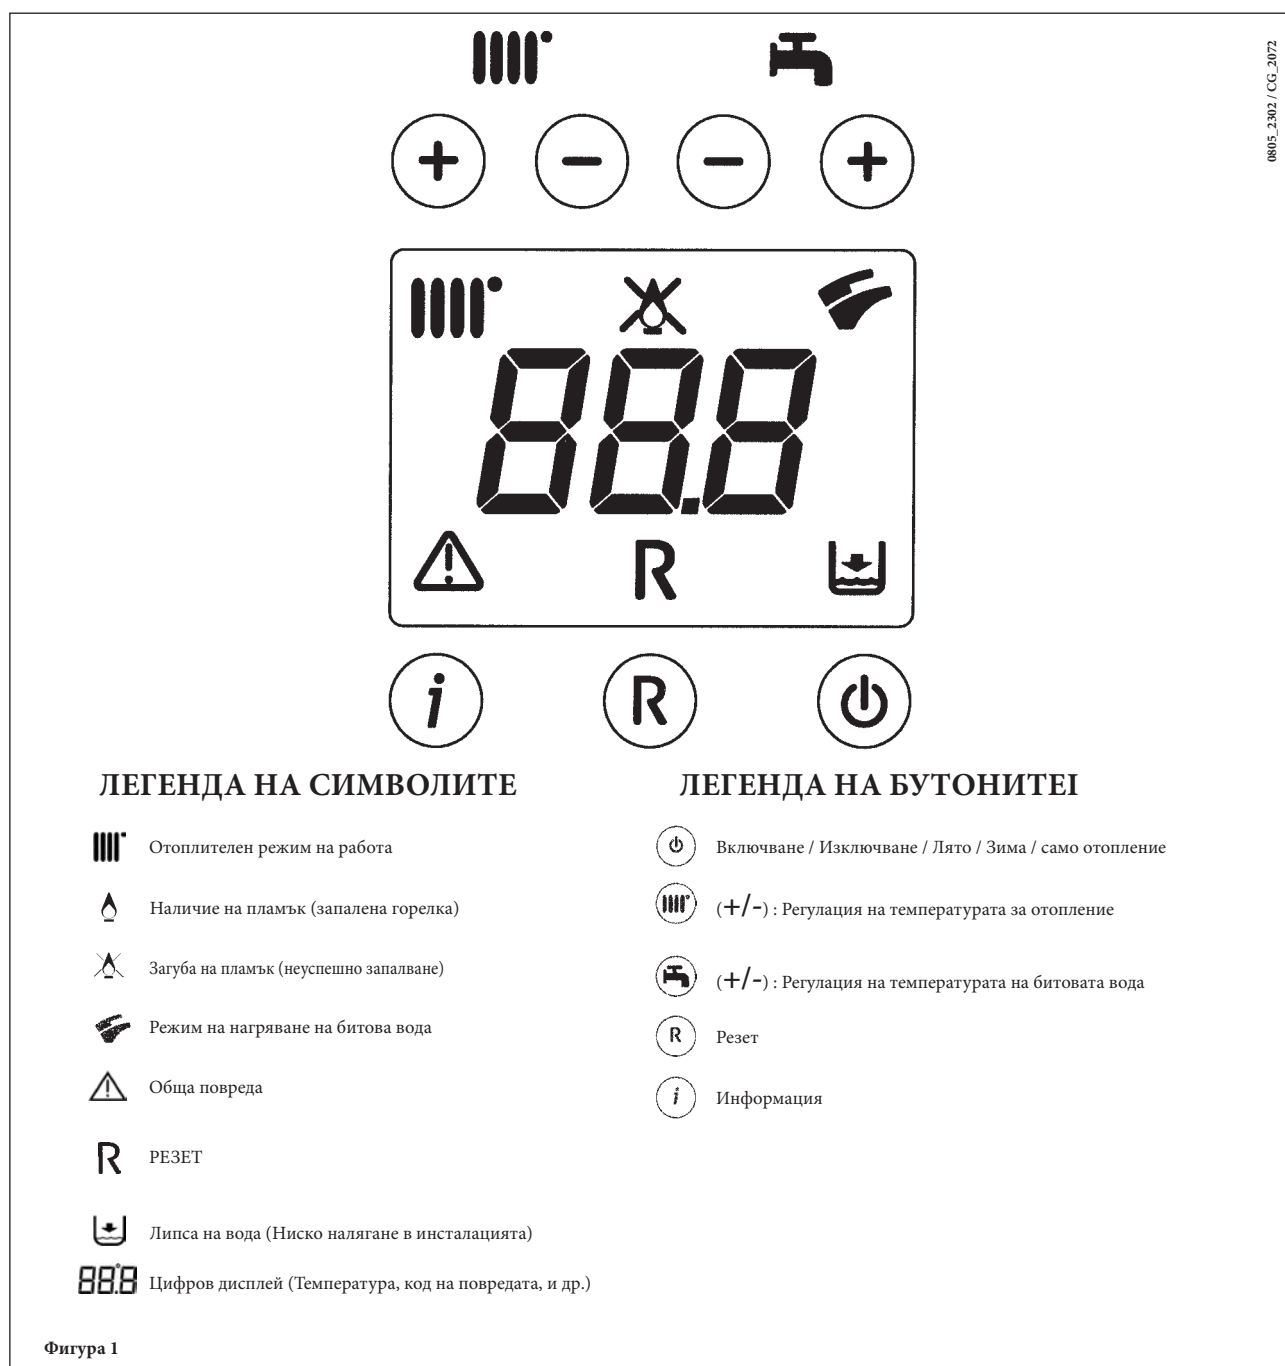 0805_2302 / CG_2072
+ - - +
88.8
R
i R
ЛЕГЕНДА НА СИМВОЛИТЕ
Отоплителен режим на работа
Наличие на пламък (запалена горелка)
Загуба на пламък (неуспешно запалване)
Режим на нагряване на битова вода
Обща повреда
R РЕЗЕТ
Липса на вода (Ниско налягане в инсталацията)
88.8 Цифров дисплей (Температура, код на повредата, и др.)
ЛЕГЕНДА НА БУТОНИТЕI
Включване / Изключване / Лято / Зима / само отопление
(+/-) : Регулация на температурата за отопление
(+/-) : Регулация на температурата на битовата вода
R Резет
i Информация
Фигура 1